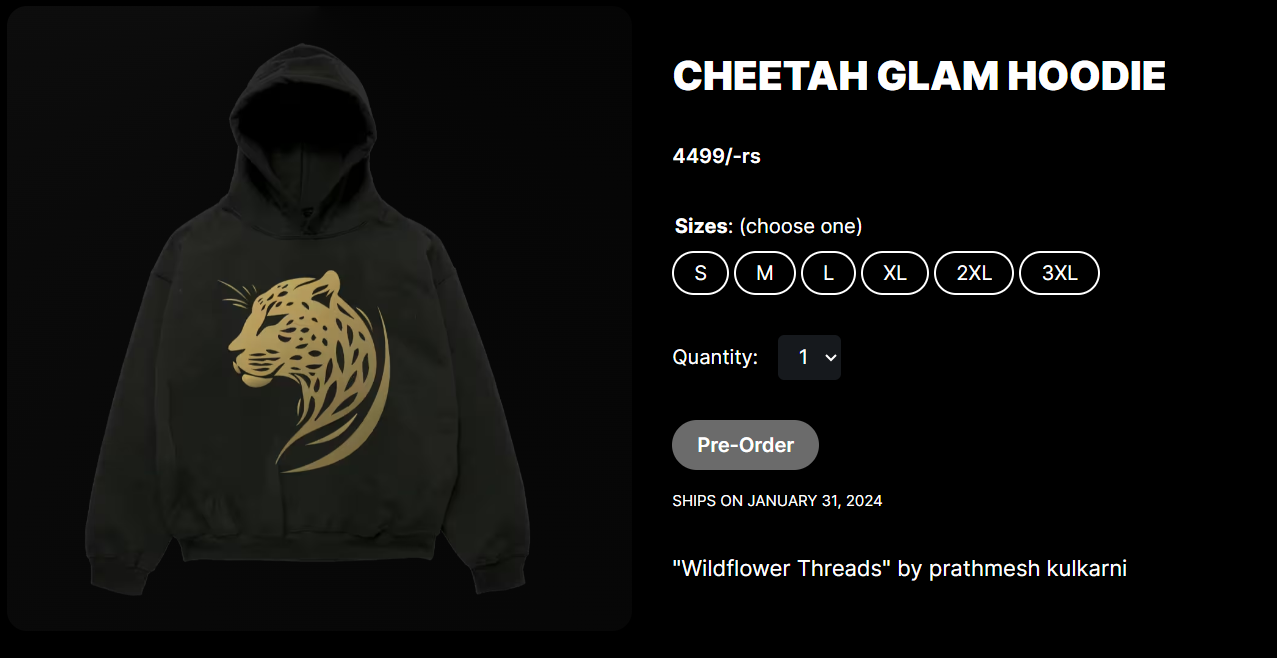 CHEETAH GLAM HOODIE
4499/-rs
Sizes: (choose one)
S M L XL 2XL 3XL
Quantity: 1
Pre-Order
SHIPS ON JANUARY 31, 2024
"Wildflower Threads" by prathmesh kulkarni